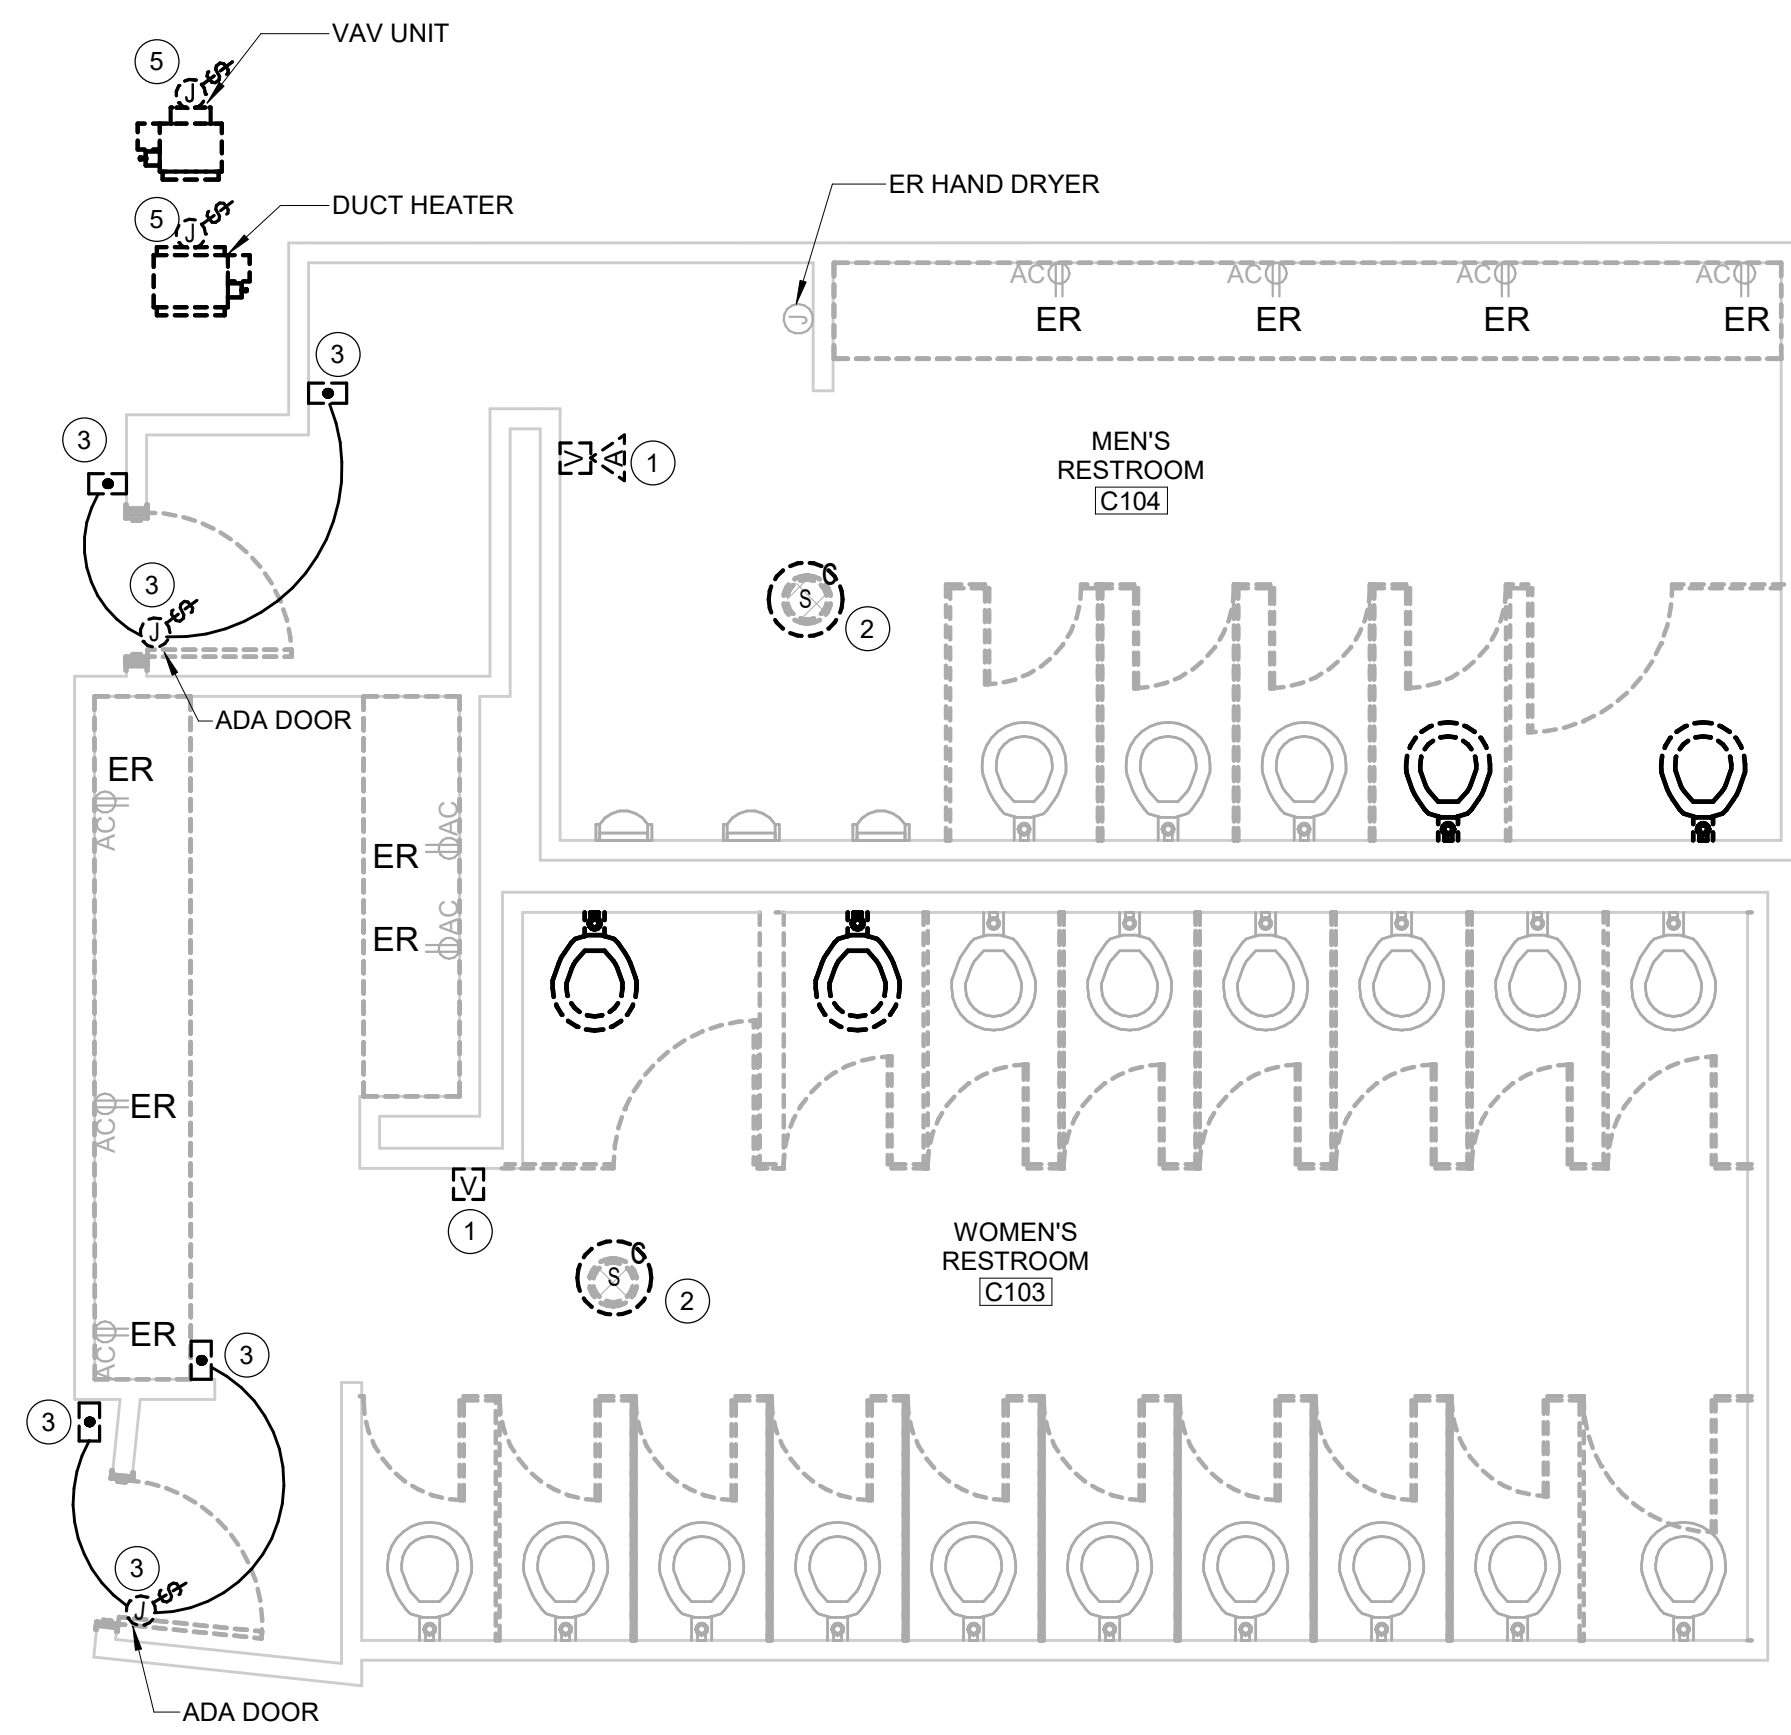 VAV UNIT
5
$
J
DUCT HEATER
5
$
J
ER HAND DRYER
J
AC
AC
AC
AC
ER
ER
ER
ER
3
3
V
A
1
MEN'S
RESTROOM
C104
3
$
J
S
2
ADA DOOR
ER
AC
AC
ER
AC
ER
AC
ER
V
1
WOMEN'S
RESTROOM
C103
S
2
AC
ER
3
3
3
$
J
ADA DOOR